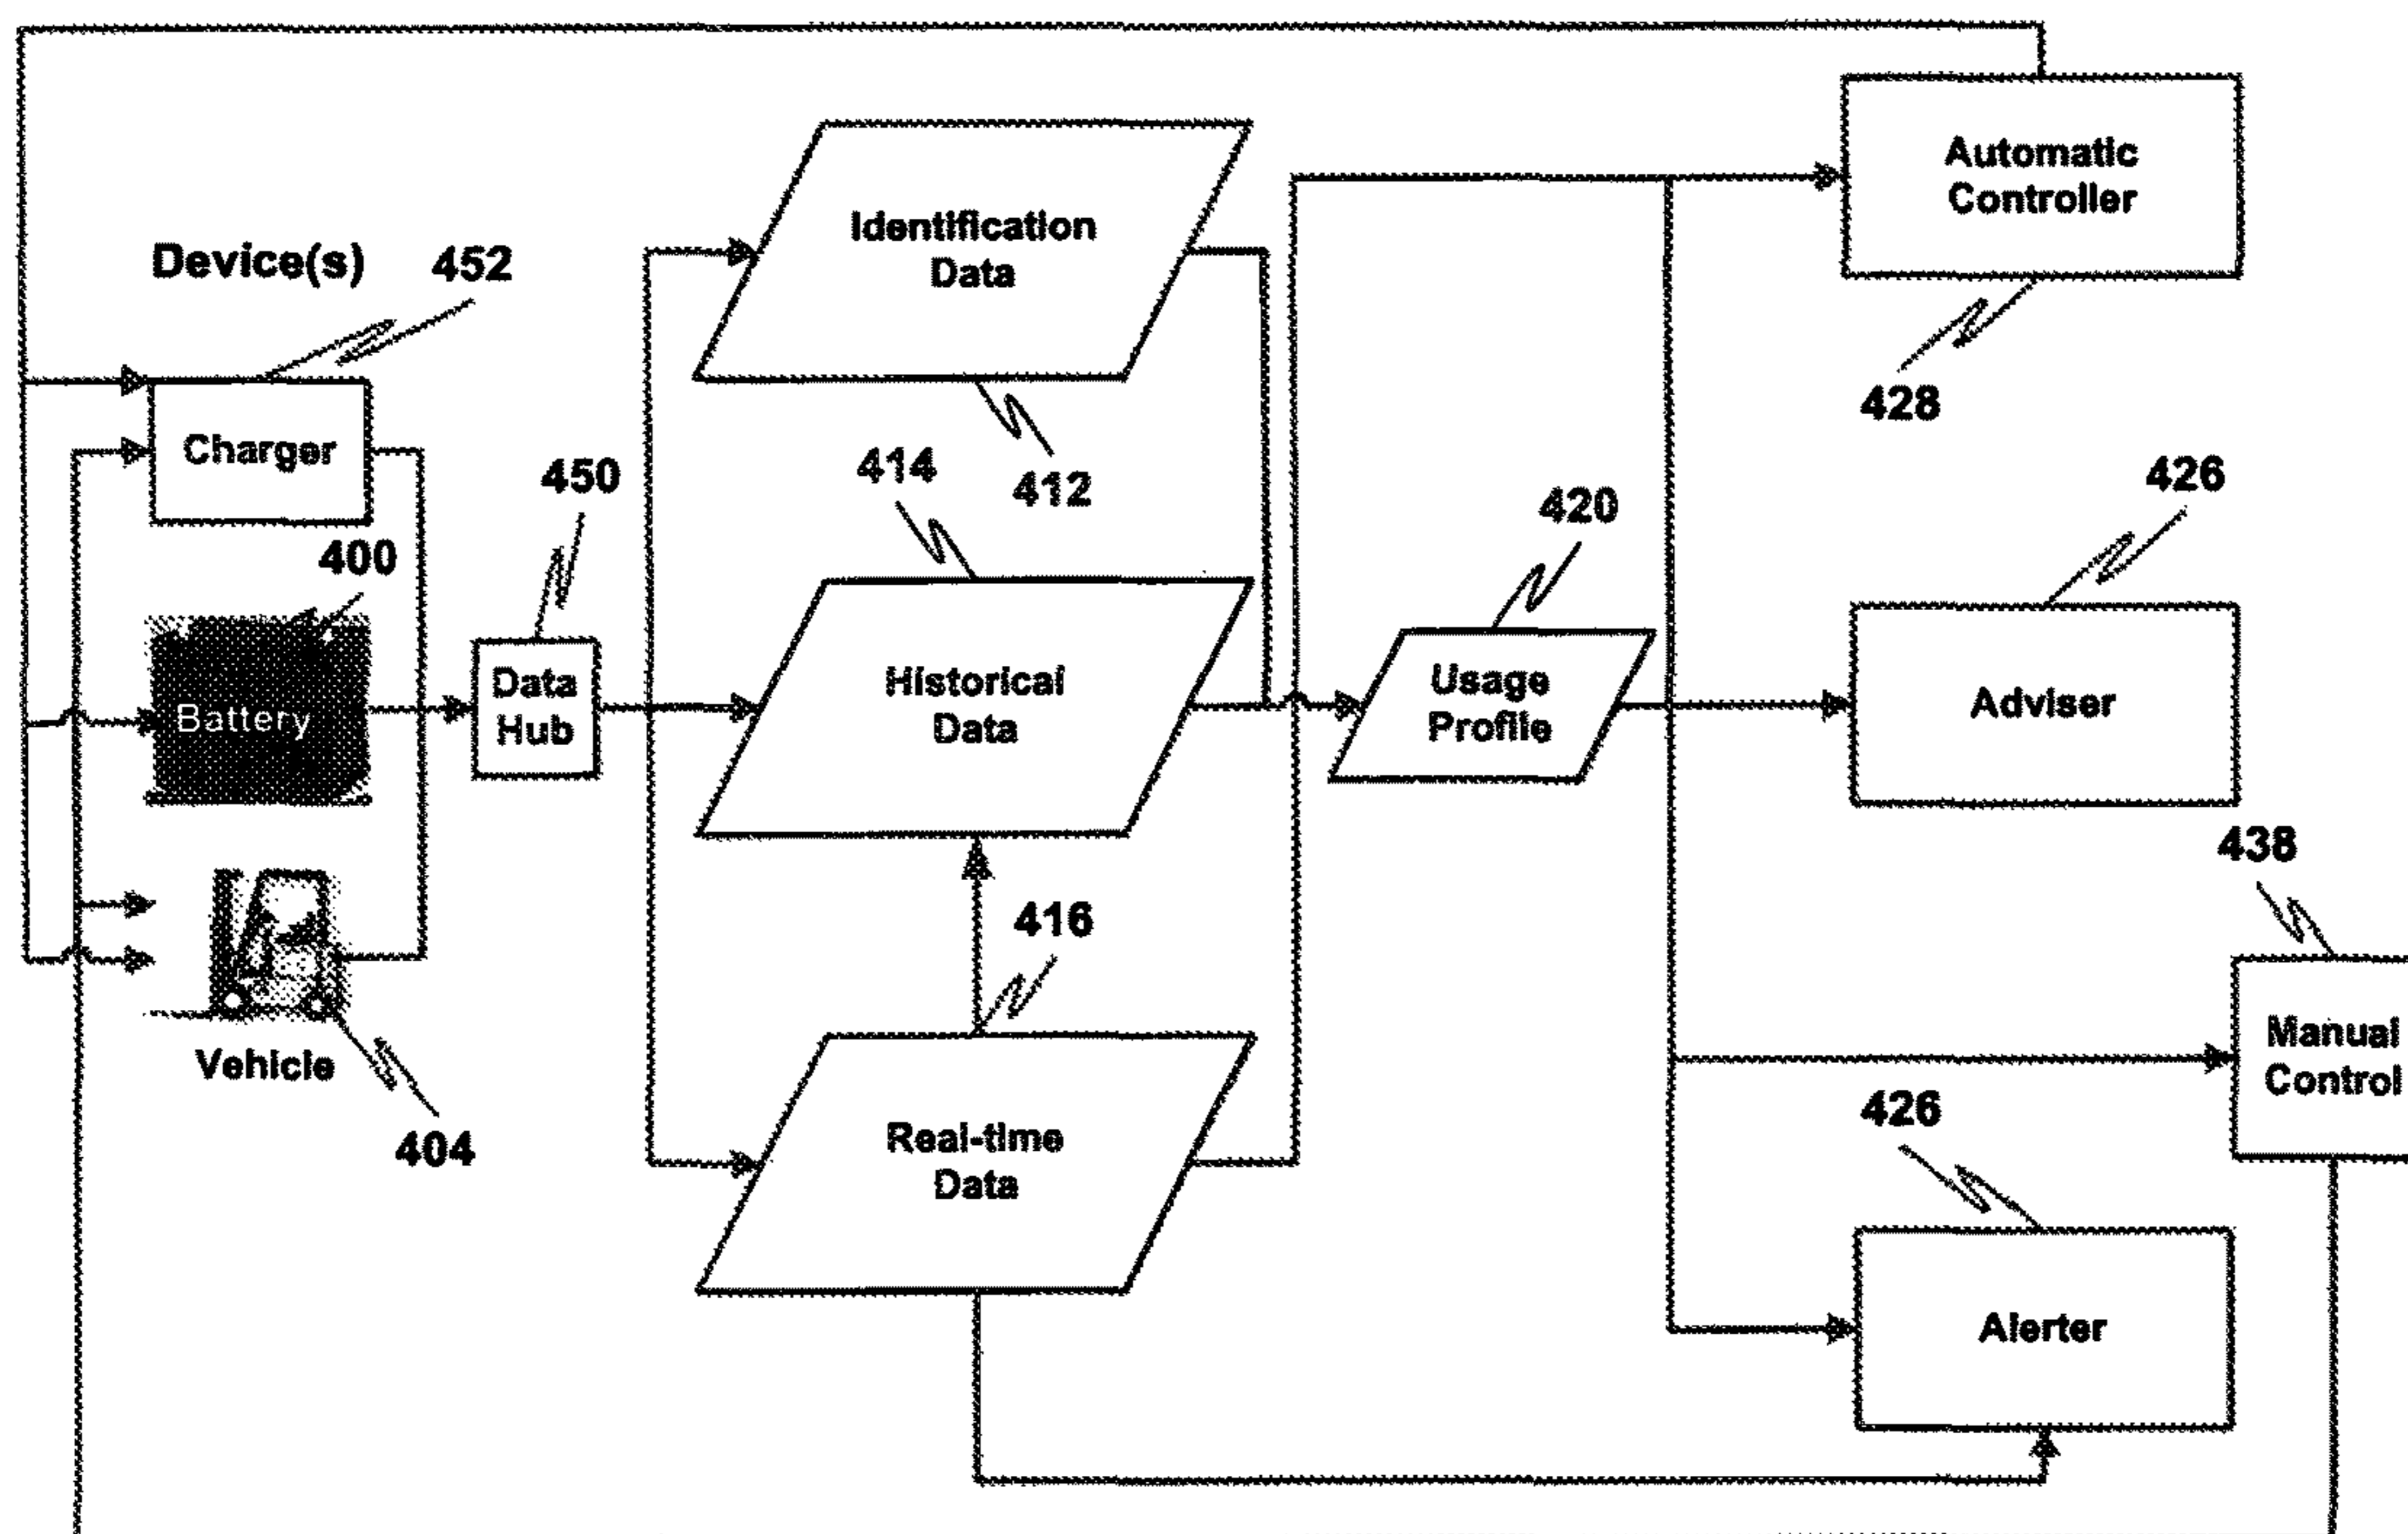 Automatic
Controller
Identification
Data
Device(s)
452
428
Charger
414
412
450
426
420
400
Data
Hub
Battery
Historical
Data
Usage
Profile
Adviser
438
416
Manual
Control
Vehicle
426
404
Real-time
Data
Alerter